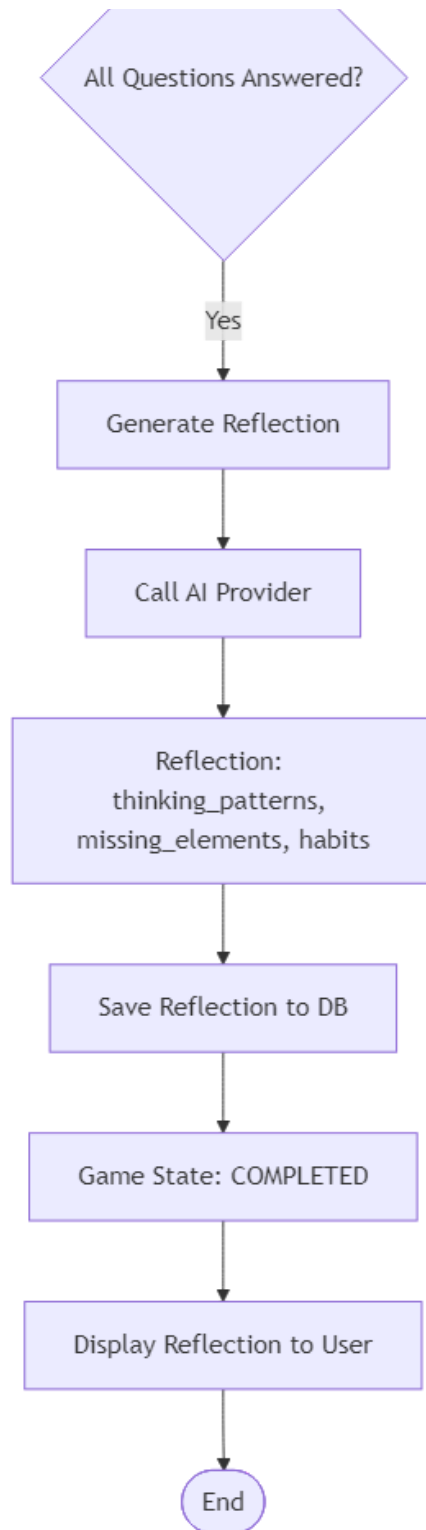 All Questions Answered?
Yes
Generate Reflection
Call AI Provider
Reflection:
thinking_patterns,
missing_elements, habits
Save Reflection to DB
Game State: COMPLETED
Display Reflection to User
End